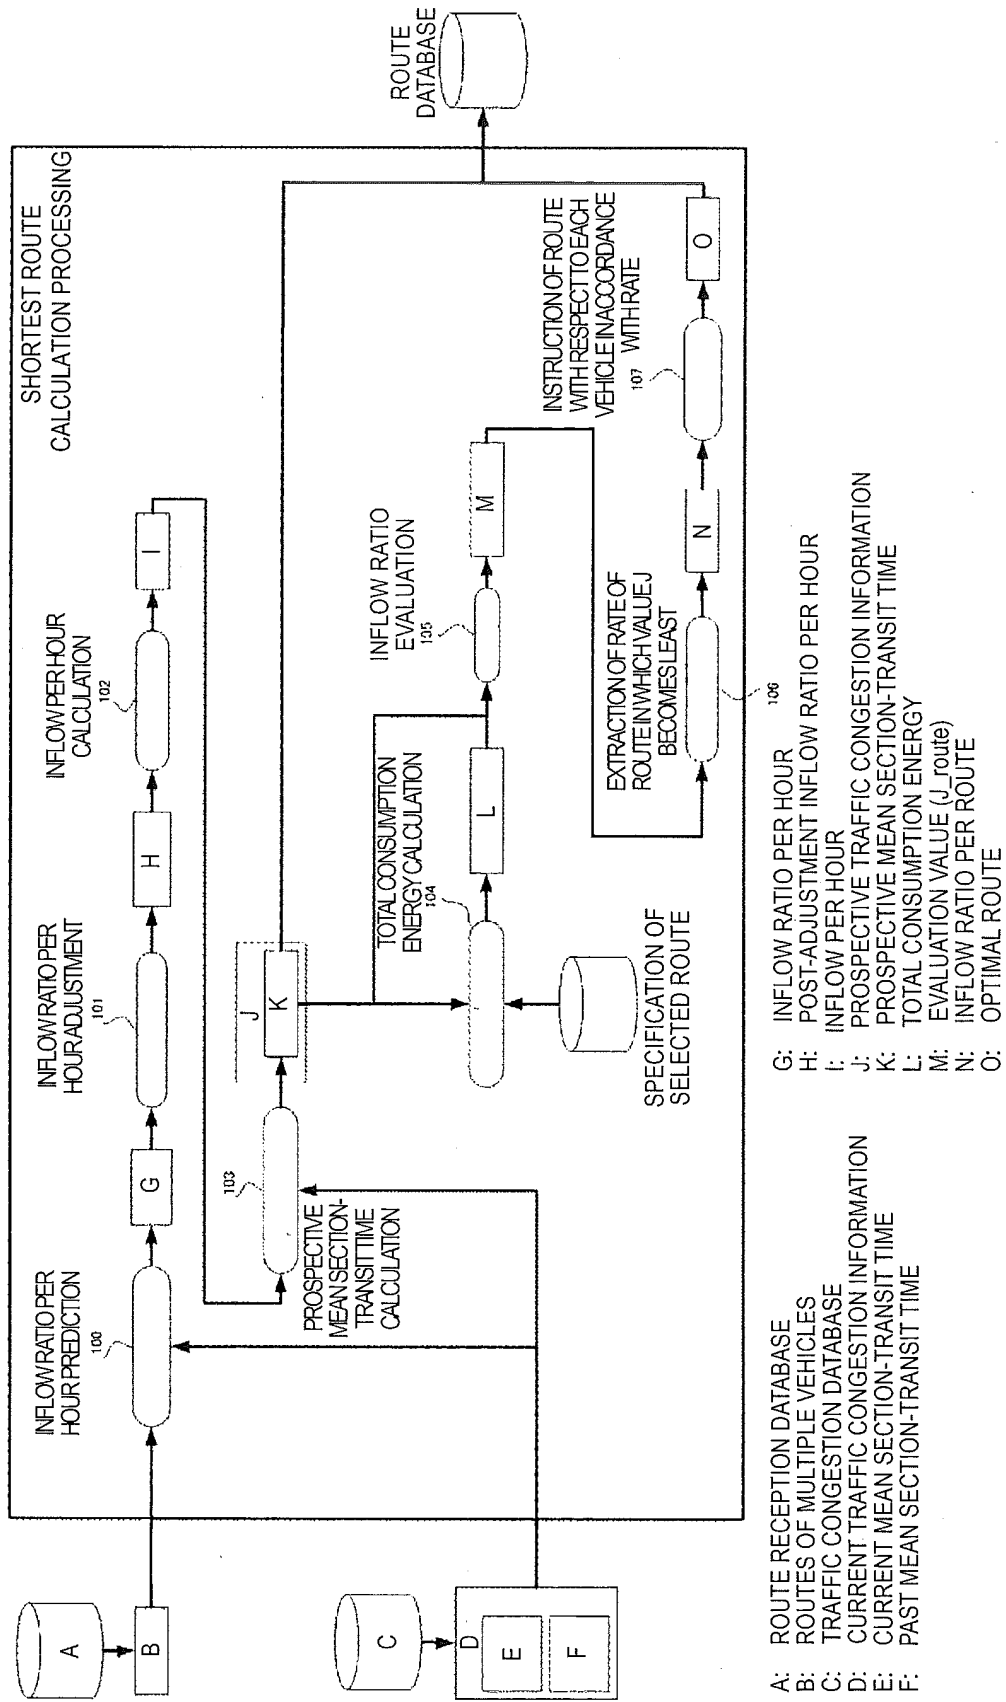 SHORTEST ROUTE
CALCULATION PROCESSING
ROUTE
DATABASE
A
B
INFLOW RATIO PER
HOUR PREDICTION
100
G
INFLOW RATIO PER
HOUR ADJUSTMENT
101
H
INFLOW PER HOUR
CALCULATION
102
I
C
D
E
F
103
PROSPECTIVE
MEAN SECTION-
TRANSIT TIME
CALCULATION
J
K
TOTAL CONSUMPTION
ENERGY CALCULATION
104
L
SPECIFICATION OF
SELECTED ROUTE
INFLOW RATIO
EVALUATION
105
M
EXTRACTION OF RATE OF
ROUTE IN WHICH VALUE J
BECOMES LEAST
106
N
INSTRUCTION OF ROUTE
WITH RESPECT TO EACH
VEHICLE IN ACCORDANCE
WITH RATE
107
O
A: ROUTE RECEPTION DATABASE
B: ROUTES OF MULTIPLE VEHICLES
C: TRAFFIC CONGESTION DATABASE
D: CURRENT TRAFFIC CONGESTION INFORMATION
E: CURRENT MEAN SECTION-TRANSIT TIME
F: PAST MEAN SECTION-TRANSIT TIME
G: INFLOW RATIO PER HOUR
H: POST-ADJUSTMENT INFLOW RATIO PER HOUR
I: INFLOW PER HOUR
J: PROSPECTIVE TRAFFIC CONGESTION INFORMATION
K: PROSPECTIVE MEAN SECTION-TRANSIT TIME
L: TOTAL CONSUMPTION ENERGY
M: EVALUATION VALUE (J_route)
N: INFLOW RATIO PER ROUTE
O: OPTIMAL ROUTE